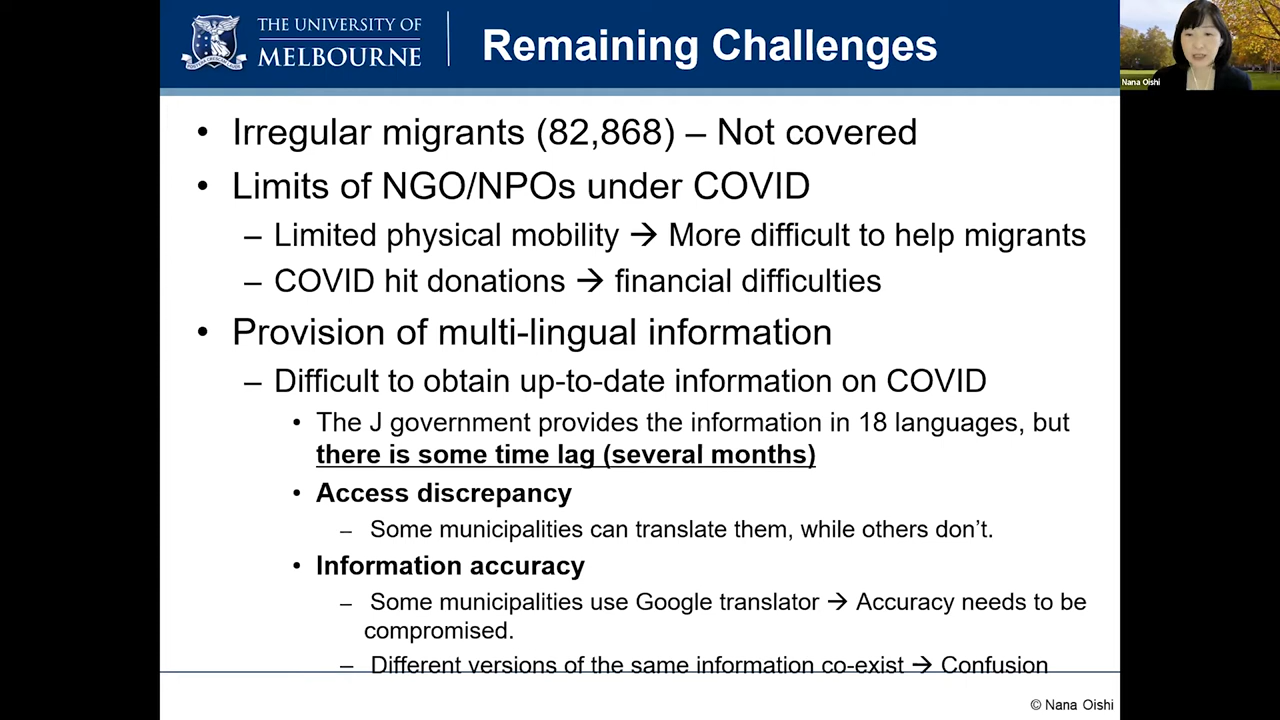 THE UNIVERSITY OF
MELBOURNE
Remaining Challenges
Nana Oishi
• Irregular migrants (82,868) – Not covered
• Limits of NGO/NPOs under COVID
– Limited physical mobility → More difficult to help migrants
– COVID hit donations → financial difficulties
• Provision of multi-lingual information
– Difficult to obtain up-to-date information on COVID
• The J government provides the information in 18 languages, but
there is some time lag (several months)
• Access discrepancy
– Some municipalities can translate them, while others don’t.
• Information accuracy
– Some municipalities use Google translator → Accuracy needs to be
compromised.
– Different versions of the same information co-exist → Confusion
© Nana Oishi